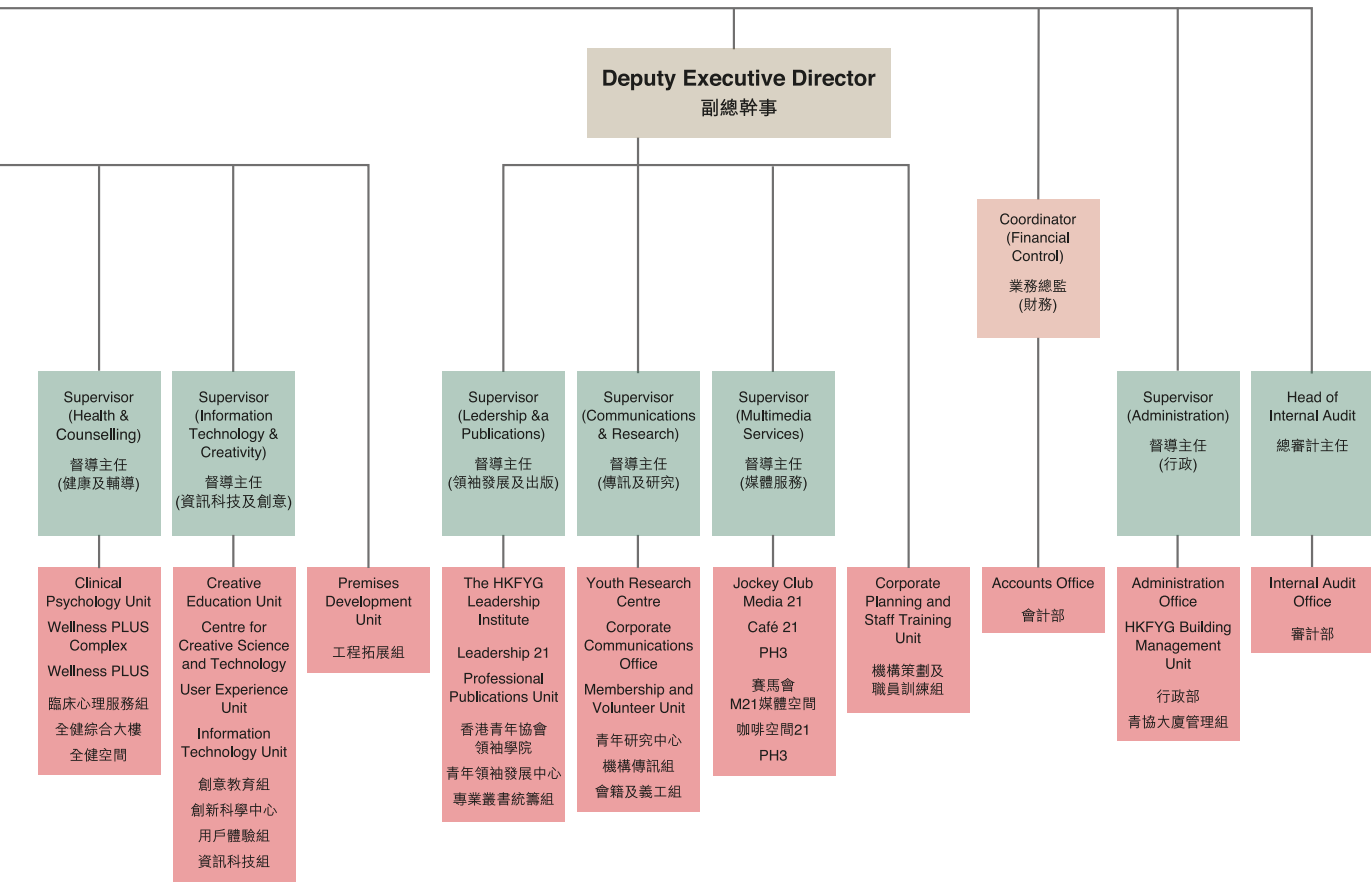 Deputy Executive Director
副總幹事
Coordinator
(Financial
Control)
業務總監
(財務)
Supervisor
(Health &
Counselling)
督導主任
(健康及輔導)
Supervisor
(Information
Technology &
Creativity)
督導主任
(資訊科技及創意)
Supervisor
(Ledership &a
Publications)
督導主任
(領袖發展及出版)
Supervisor
(Communications
& Research)
督導主任
(傳訊及研究)
Supervisor
(Multimedia
Services)
督導主任
(媒體服務)
Supervisor
(Administration)
督導主任
(行政)
Head of
Internal Audit
總審計主任
Clinical
Psychology Unit
Wellness PLUS
Complex
Wellness PLUS
臨床心理服務組
全健綜合大樓
全健空間
Creative
Education Unit
Centre for
Creative Science
and Technology
User Experience
Unit
Information
Technology Unit
創意教育組
創新科學中心
用戶體驗組
資訊科技組
Premises
Development
Unit
工程拓展組
The HKFYG
Leadership
Institute
Leadership 21
Professional
Publications Unit
香港青年協會
領袖學院
青年領袖發展中心
專業叢書統籌組
Youth Research
Centre
Corporate
Communications
Office
Membership and
Volunteer Unit
青年研究中心
機構傳訊組
會籍及義工組
Jockey Club
Media 21
Café 21
PH3
賽馬會
M21媒體空間
咖啡空間21
PH3
Corporate
Planning and
Staff Training
Unit
機構策劃及
職員訓練組
Accounts Office
會計部
Administration
Office
HKFYG Building
Management
Unit
行政部
青協大廈管理組
Internal Audit
Office
審計部